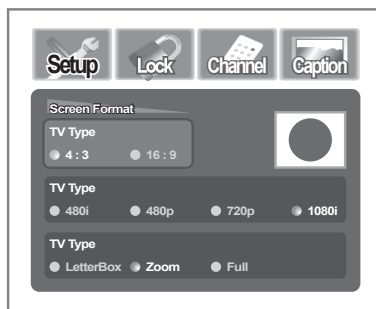 Setup Lock Channel Caption
Screen Format
TV Type
4 : 3 16 : 9
TV Type
480i 480p 720p 1080i
TV Type
LetterBox Zoom Full